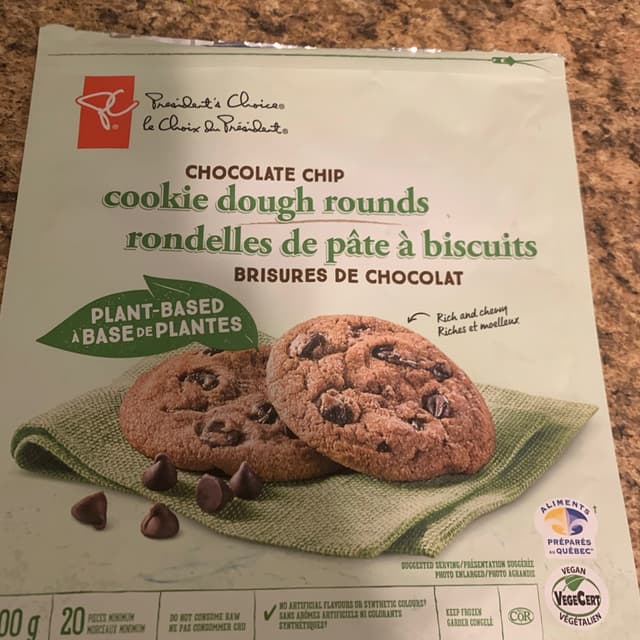 President's Choice®
le Choix du Président®
CHOCOLATE CHIP
cookie dough rounds
rondelles de pâte à biscuits
BRISURES DE CHOCOLAT
PLANT-BASED
À BASE DE PLANTES
Rich and chewy
Riches et moelleux
ALIMENTS
PRÉPARÉS
AU QUÉBEC
SUGGESTED SERVING/PRÉSENTATION SUGGÉRÉE
PHOTO ENLARGED/PHOTO AGRANDIE
VEGAN
VEGECERT
VÉGÉTALIEN
00 g
20 PIECES MINIMUM
MORCEAUX MINIMUM
DO NOT CONSUME RAW
NE PAS CONSOMMER CRU
NO ARTIFICIAL FLAVOURS OR SYNTHETIC COLOURS†
SANS ARÔMES ARTIFICIELS NI COLORANTS
SYNTHÉTIQUES†
KEEP FROZEN
GARDER CONGELÉ
COR